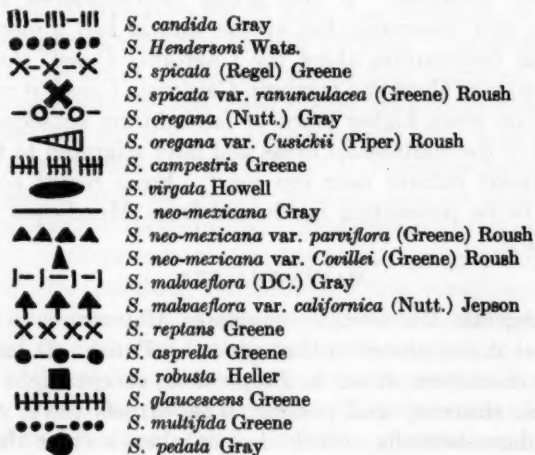 S. candida Gray
S. Hendersoni Wats.
S. spicata (Regel) Greene
S. spicata var. ranunculacea (Greene) Roush
S. oregana (Nutt.) Gray
S. oregana var. Cusickii (Piper) Roush
S. campestris Greene
S. virgata Howell
S. neo-mexicana Gray
S. neo-mexicana var. parviflora (Greene) Roush
S. neo-mexicana var. Covillei (Greene) Roush
S. malvaeflora (DC.) Gray
S. malvaeflora var. californica (Nutt.) Jepson
S. reptans Greene
S. asprella Greene
S. robusta Heller
S. glaucescens Greene
S. multifida Greene
S. pedata Gray